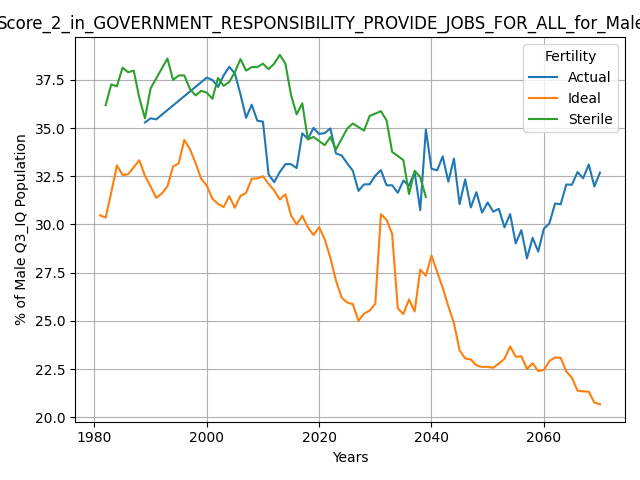 Score_2_in_GOVERNMENT_RESPONSIBILITY_PROVIDE_JOBS_FOR_ALL_for_Male
Fertility
Actual
Ideal
Sterile
% of Male Q3_IQ Population
37.5
35.0
32.5
30.0
27.5
25.0
22.5
20.0
1980 2000 2020 2040 2060
Years